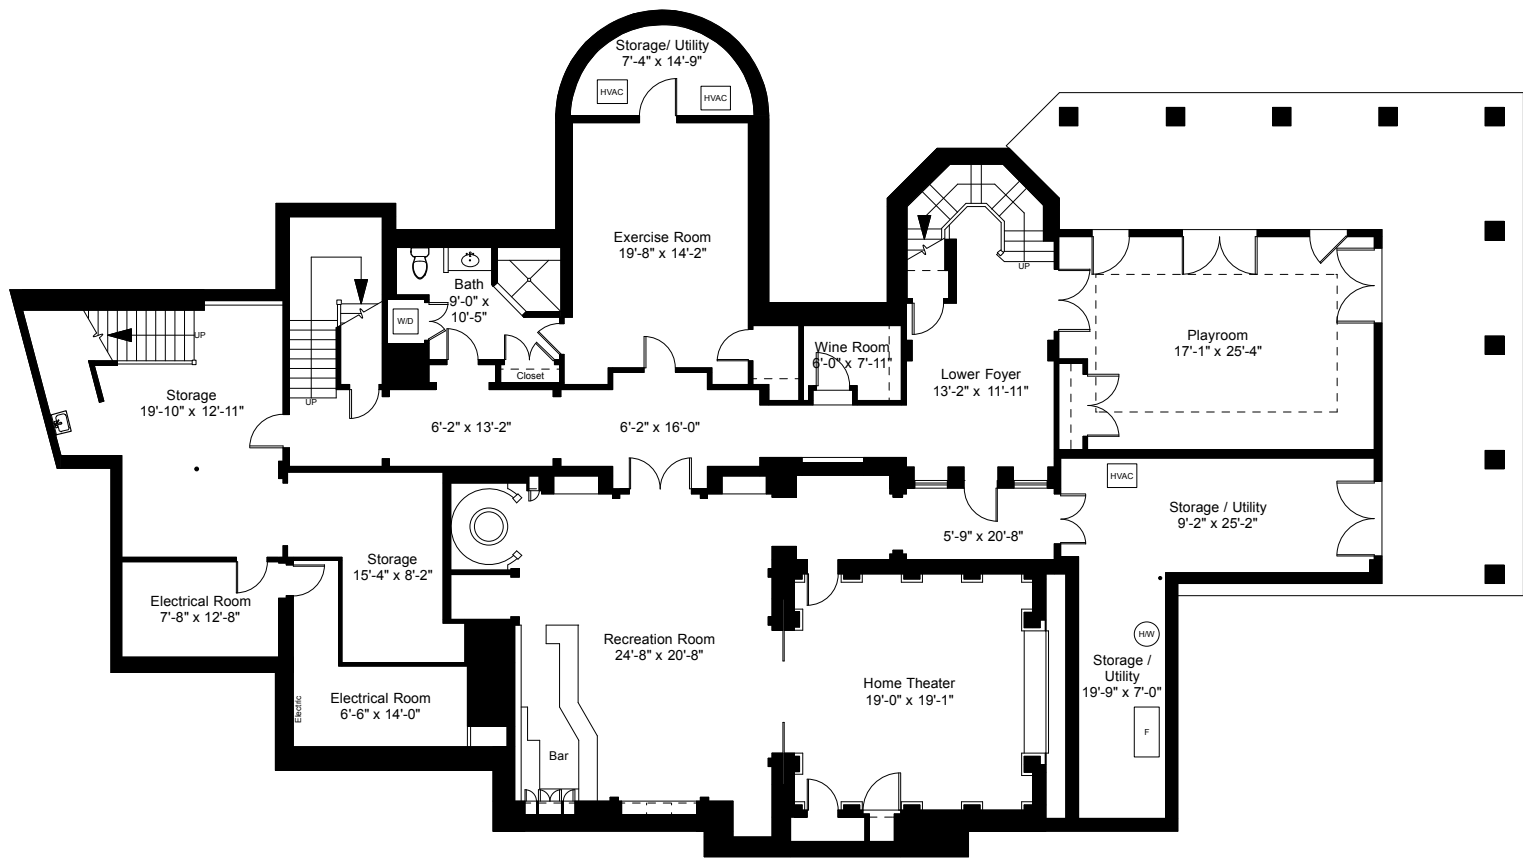 Storage/ Utility
7'-4" x 14'-9"
HVAC
HVAC
Exercise Room
19'-8" x 14'-2"
Bath
9'-0" x
10'-5"
W/D
Closet
UP
UP
UP
Storage
19'-10" x 12'-11"
6'-2" x 13'-2"
6'-2" x 16'-0"
Wine Room
6'-0" x 7'-11"
Lower Foyer
13'-2" x 11'-11"
Playroom
17'-1" x 25'-4"
HVAC
Storage / Utility
9'-2" x 25'-2"
5'-9" x 20'-8"
Storage
15'-4" x 8'-2"
Electrical Room
7'-8" x 12'-8"
Recreation Room
24'-8" x 20'-8"
Home Theater
19'-0" x 19'-1"
H/W
Storage /
Utility
19'-9" x 7'-0"
F
Electrical Room
6'-6" x 14'-0"
Electric
Bar